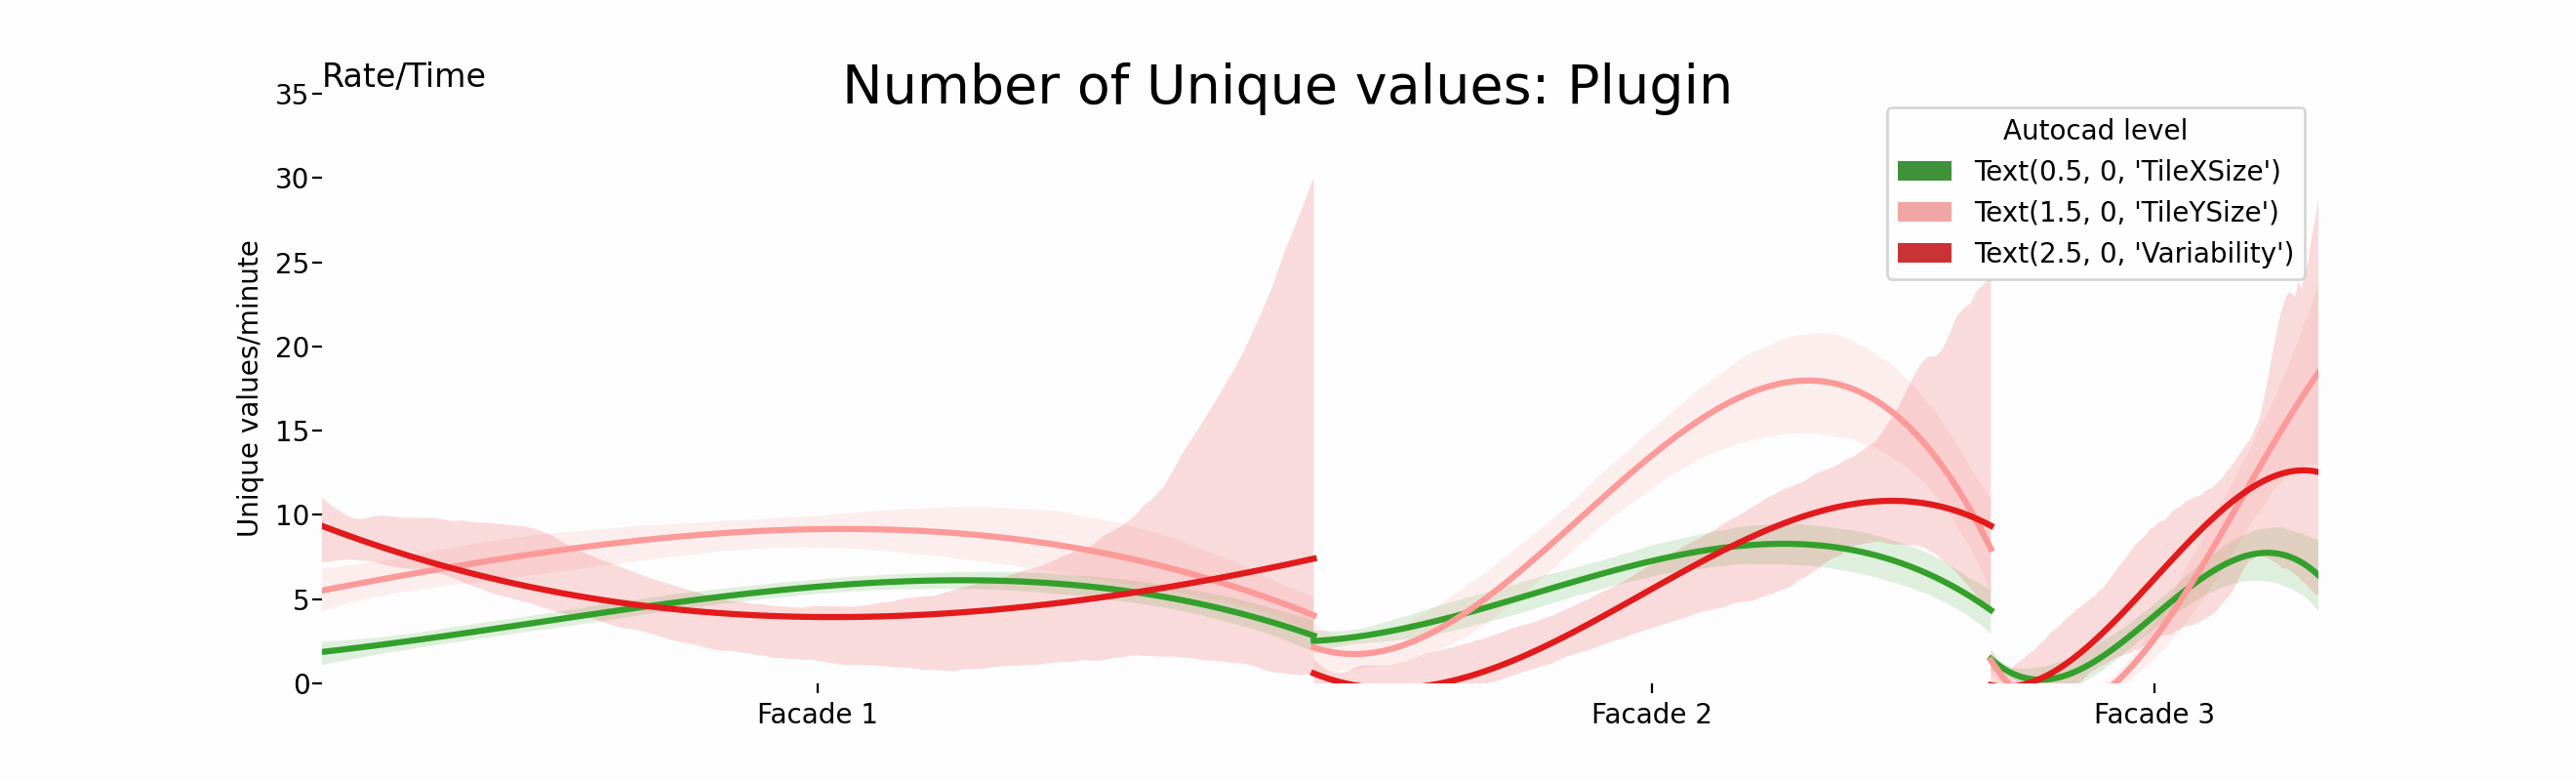 Rate/Time
Number of Unique values: Plugin
Unique values/minute
35
30
25
20
15
10
5
0
Autocad level
Text(0.5, 0, 'TileXSize')
Text(1.5, 0, 'TileYSize')
Text(2.5, 0, 'Variability')
Facade 1
Facade 2
Facade 3